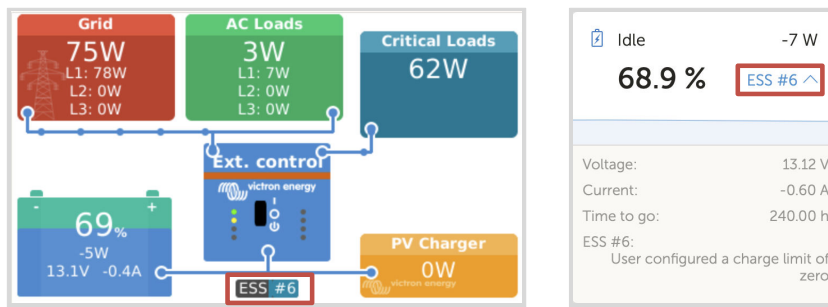 Grid
75W
L1: 78W
L2: 0W
L3: 0W
AC Loads
3W
L1: 7W
L2: 0W
L3: 0W
Critical Loads
62W
Ext. control
victron energy
- +
69%
-5W
13.1V -0.4A
ESS #6
PV Charger
0W
victron energy
Idle -7 W
68.9 % ESS #6
Voltage: 13.12 V
Current: -0.60 A
Time to go: 240.00 h
ESS #6:
User configured a charge limit of
zero